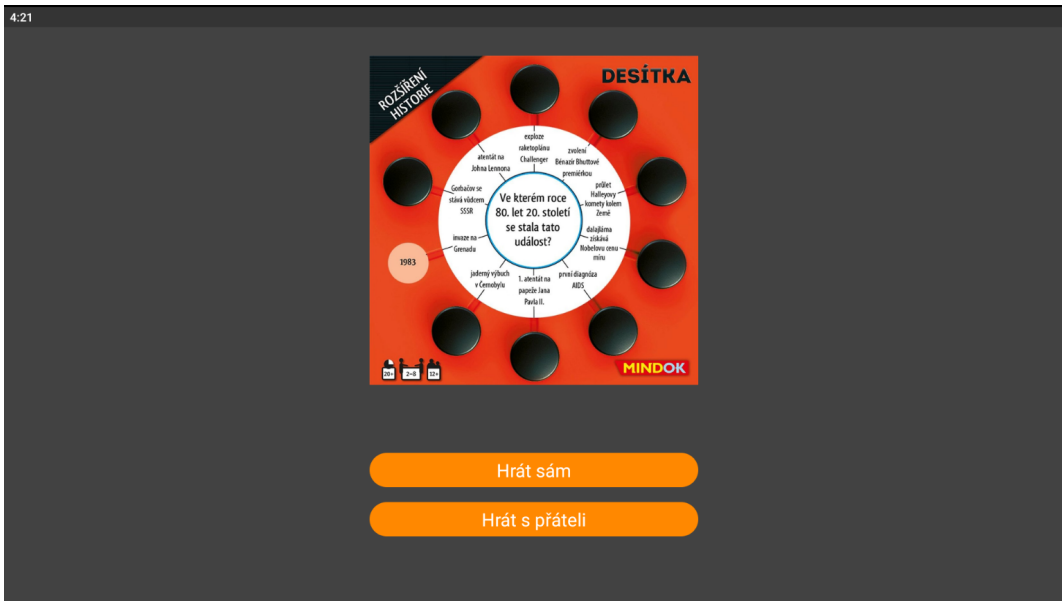 4:21
ROZŠÍŘENÍ
HISTORIE
DESÍTKA
exploze
raketoplánu
Challenger
zvolení
Bénazír Bhuttové
premiérkou
průlet
Halleyovy
komety kolem
Země
dalajláma
získává
Nobelovu cenu
míru
první diagnóza
AIDS
1. atentát na
papeže Jana
Pavla II.
jaderný výbuch
v Černobylu
invaze na
Grenadu
Gorbačov se
stává vůdcem
SSSR
atentát na
Johna Lennona
Ve kterém roce
80. let 20. století
se stala tato
událost?
1983
20+
2–8
12+
MINDOK
Hrát sám
Hrát s přáteli